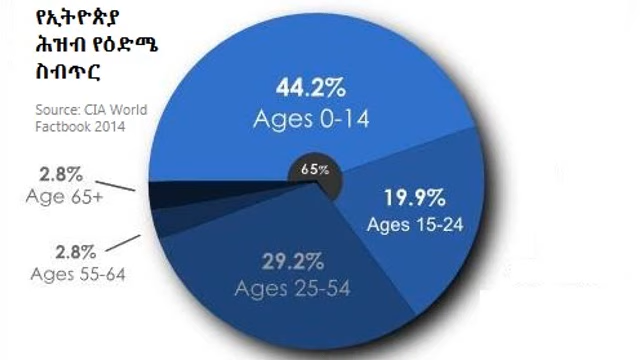 የኢትዮጵያ
ሕዝብ የዕድሜ
ስብጥር
Source: CIA World
Factbook 2014
44.2%
Ages 0-14
65%
19.9%
Ages 15-24
29.2%
Ages 25-54
2.8%
Age 65+
2.8%
Ages 55-64